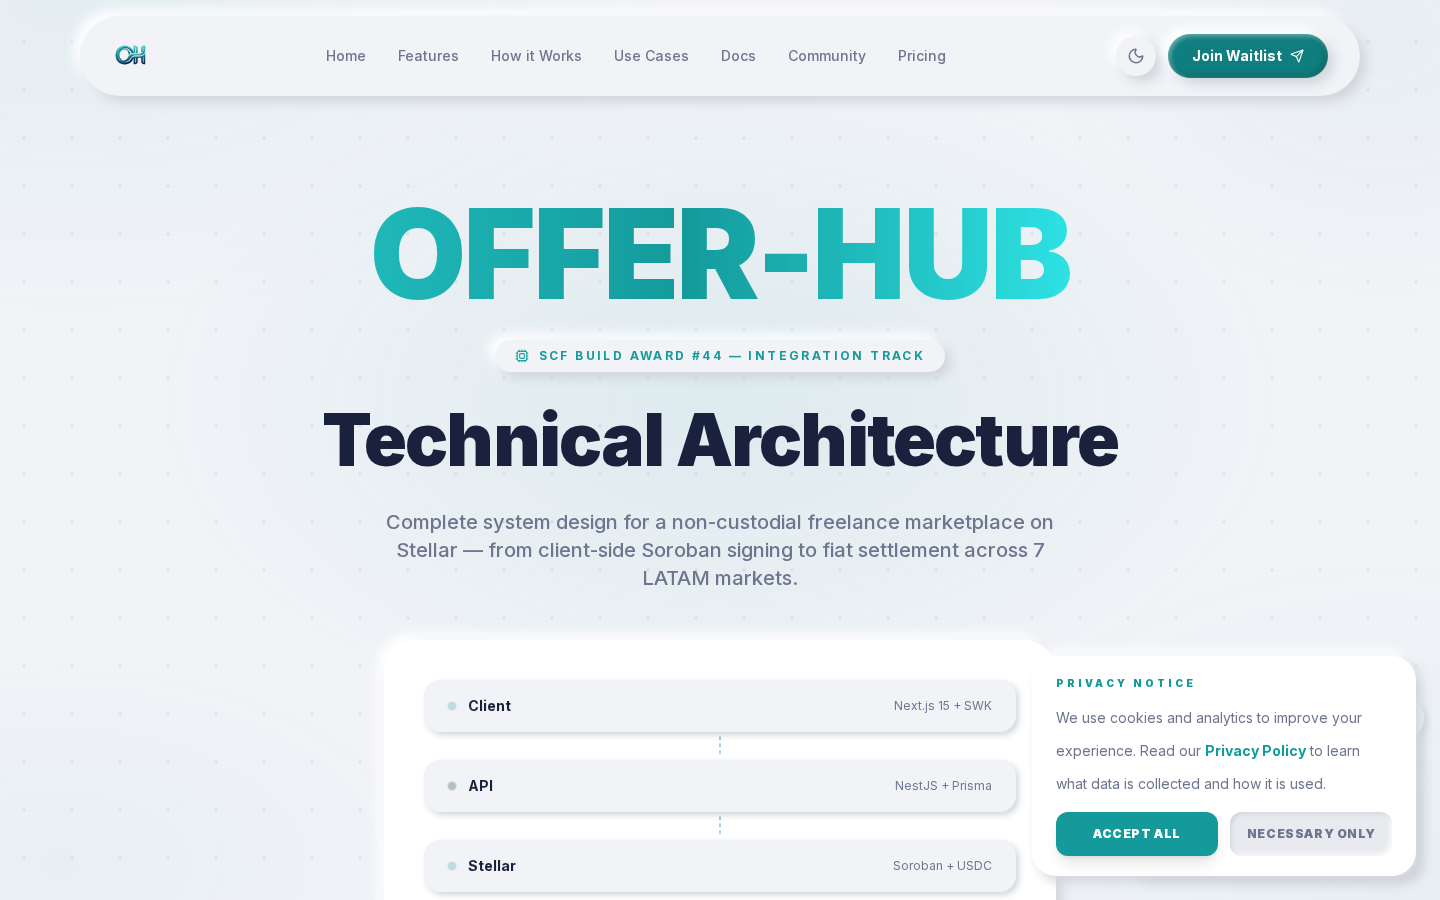 OH
Home
Features
How it Works
Use Cases
Docs
Community
Pricing
Join Waitlist
OFFER-HUB
SCF BUILD AWARD #44 — INTEGRATION TRACK
Technical Architecture
Complete system design for a non-custodial freelance marketplace on
Stellar — from client-side Soroban signing to fiat settlement across 7
LATAM markets.
Client
Next.js 15 + SWK
API
NestJS + Prisma
Stellar
Soroban + USDC
PRIVACY NOTICE
We use cookies and analytics to improve your
experience. Read our Privacy Policy to learn
what data is collected and how it is used.
ACCEPT ALL
NECESSARY ONLY